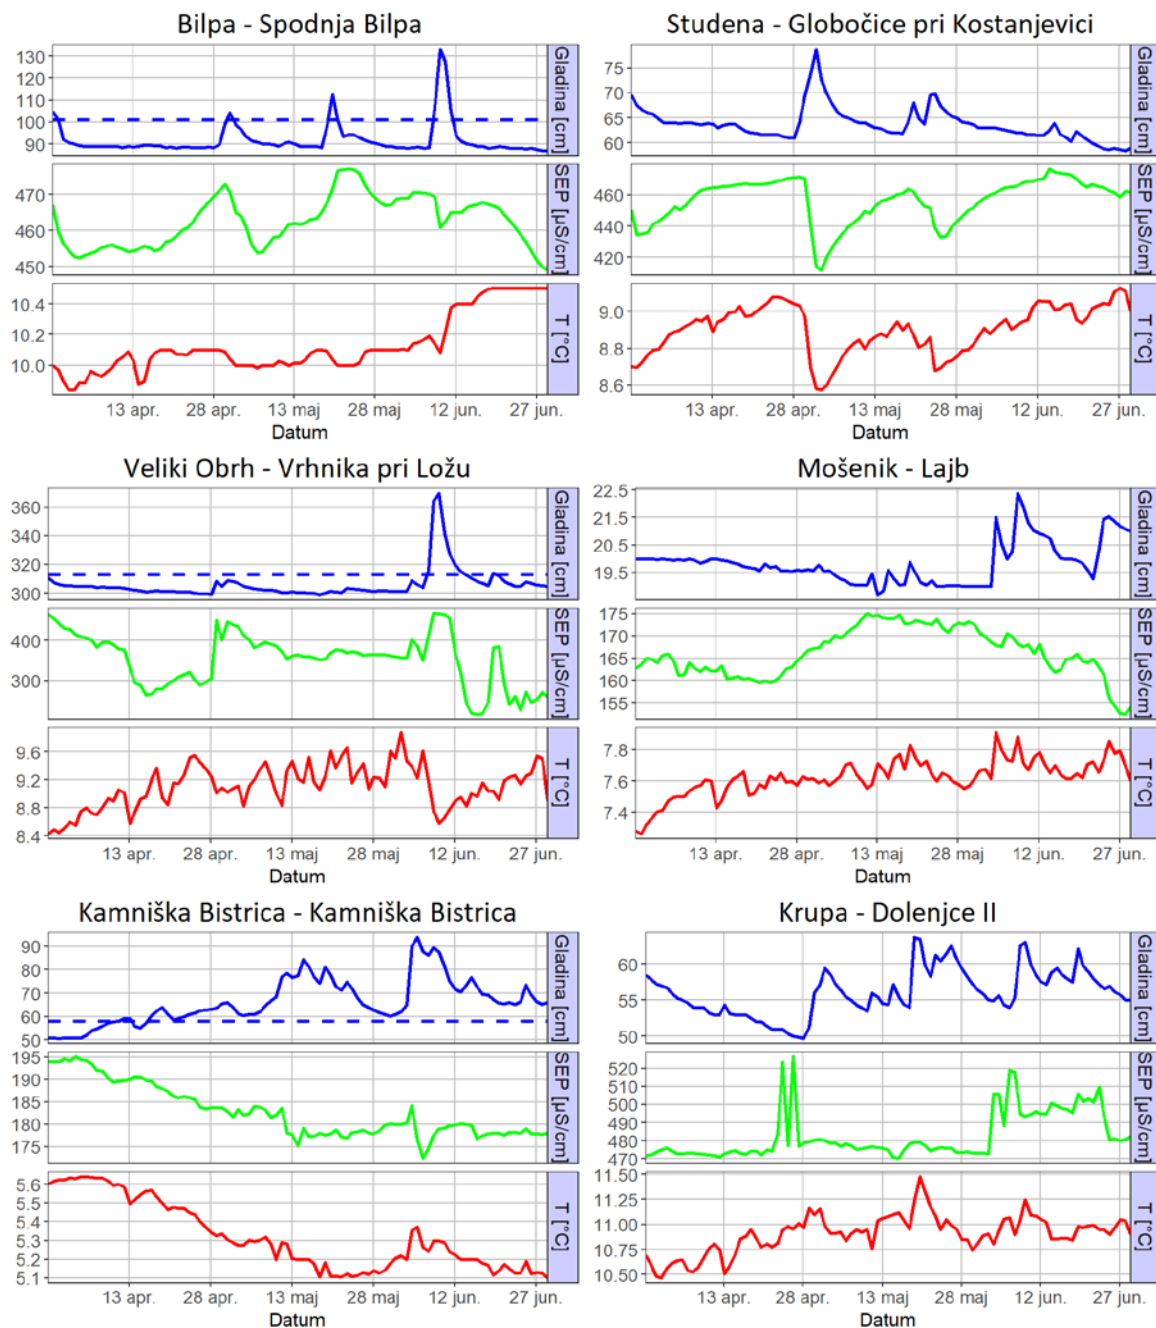 Bilpa - Spodnja Bilpa
130
120
110
100
90
Gladina [cm]
470
460
450
SEP [µS/cm]
10.4
10.2
10.0
T [°C]
13 apr. 28 apr. 13 maj 28 maj 12 jun. 27 jun.
Datum
Studena - Globočice pri Kostanjevici
75
70
65
60
Gladina [cm]
460
440
420
SEP [µS/cm]
9.0
8.8
8.6
T [°C]
13 apr. 28 apr. 13 maj 28 maj 12 jun. 27 jun.
Datum
Veliki Obrh - Vrhnika pri Ložu
360
340
320
300
Gladina [cm]
400
300
SEP [µS/cm]
9.6
9.2
8.8
8.4
T [°C]
13 apr. 28 apr. 13 maj 28 maj 12 jun. 27 jun.
Datum
Mošenik - Lajb
22.5
21.5
20.5
19.5
Gladina [cm]
175
170
165
160
155
SEP [µS/cm]
7.8
7.6
7.4
T [°C]
13 apr. 28 apr. 13 maj 28 maj 12 jun. 27 jun.
Datum
Kamniška Bistrica - Kamniška Bistrica
90
80
70
60
50
Gladina [cm]
195
190
185
180
175
SEP [µS/cm]
5.6
5.5
5.4
5.3
5.2
5.1
T [°C]
13 apr. 28 apr. 13 maj 28 maj 12 jun. 27 jun.
Datum
Krupa - Dolenjce II
60
55
50
Gladina [cm]
520
510
500
490
480
470
SEP [µS/cm]
11.50
11.25
11.00
10.75
10.50
T [°C]
13 apr. 28 apr. 13 maj 28 maj 12 jun. 27 jun.
Datum